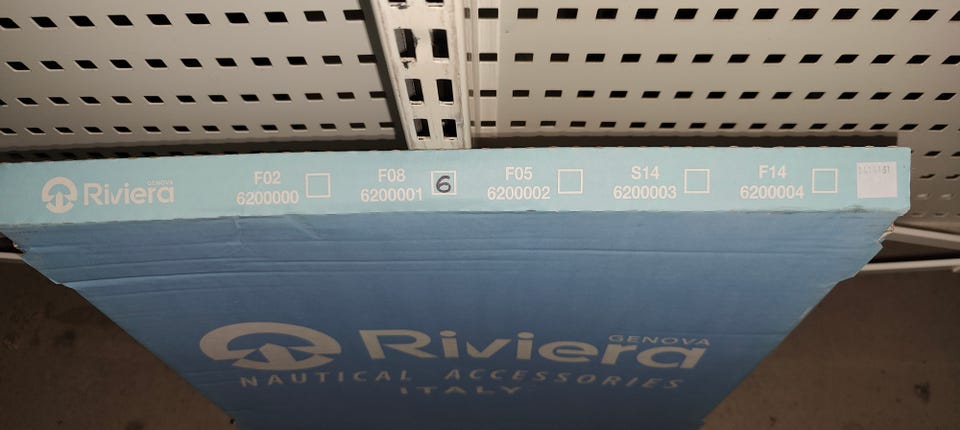 Riviera GENOVA
F02
6200000
F08
6200001 6
F05
6200002
S14
6200003
F14
6200004
Riviera GENOVA
NAUTICAL ACCESSORIES
ITALY